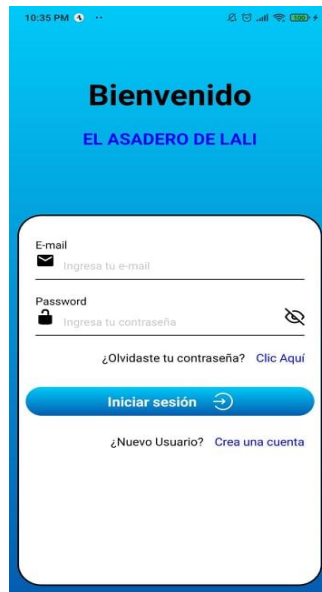 10:35 PM
100
Bienvenido
EL ASADERO DE LALI
E-mail
Ingresa tu e-mail
Password
Ingresa tu contraseña
¿Olvidaste tu contraseña? Clic Aquí
Iniciar sesión
¿Nuevo Usuario? Crea una cuenta